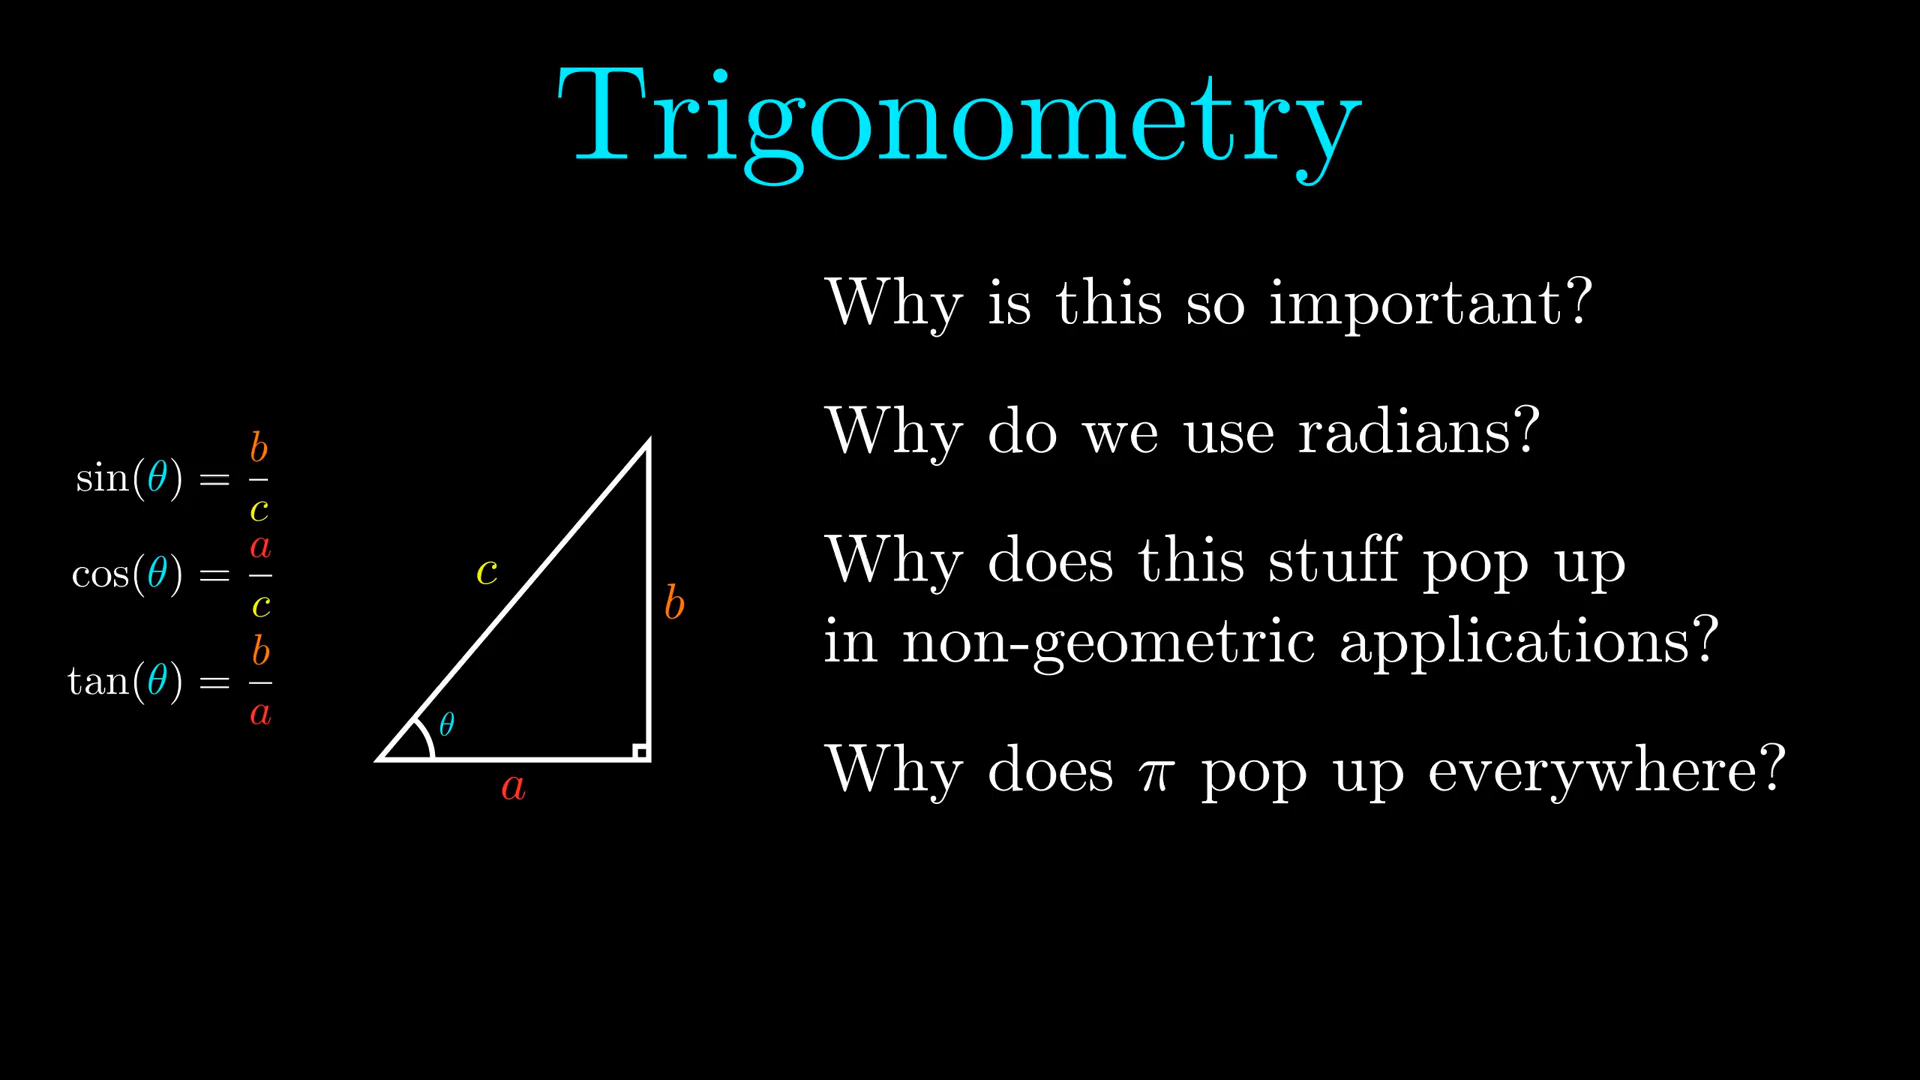 Trigonometry
Why is this so important?
Why do we use radians?
Why does this stuff pop up
in non-geometric applications?
Why does π pop up everywhere?
sin(θ) = b/c
cos(θ) = a/c
tan(θ) = b/a
c
b
θ
a